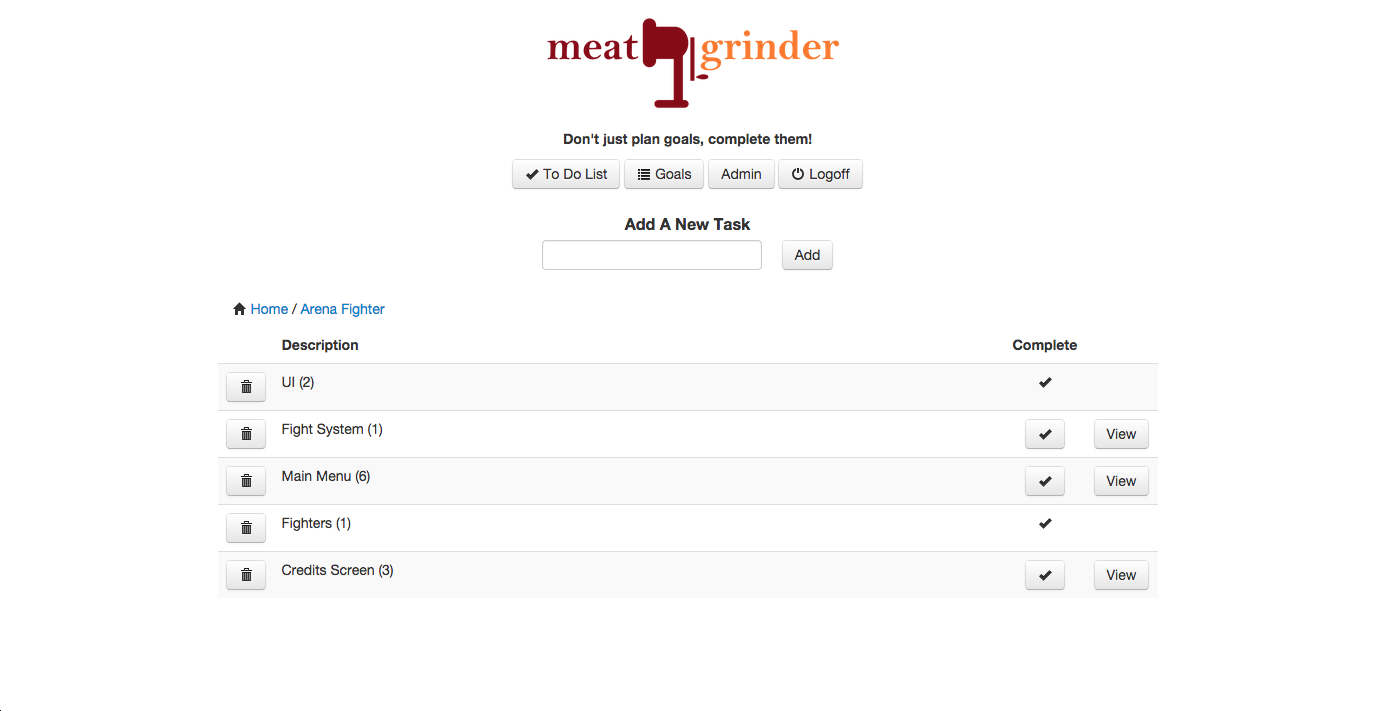 meat grinder
Don't just plan goals, complete them!
To Do List Goals Admin Logoff
Add A New Task
Add
Home / Arena Fighter
Description Complete
UI (2)
Fight System (1) View
Main Menu (6) View
Fighters (1)
Credits Screen (3) View